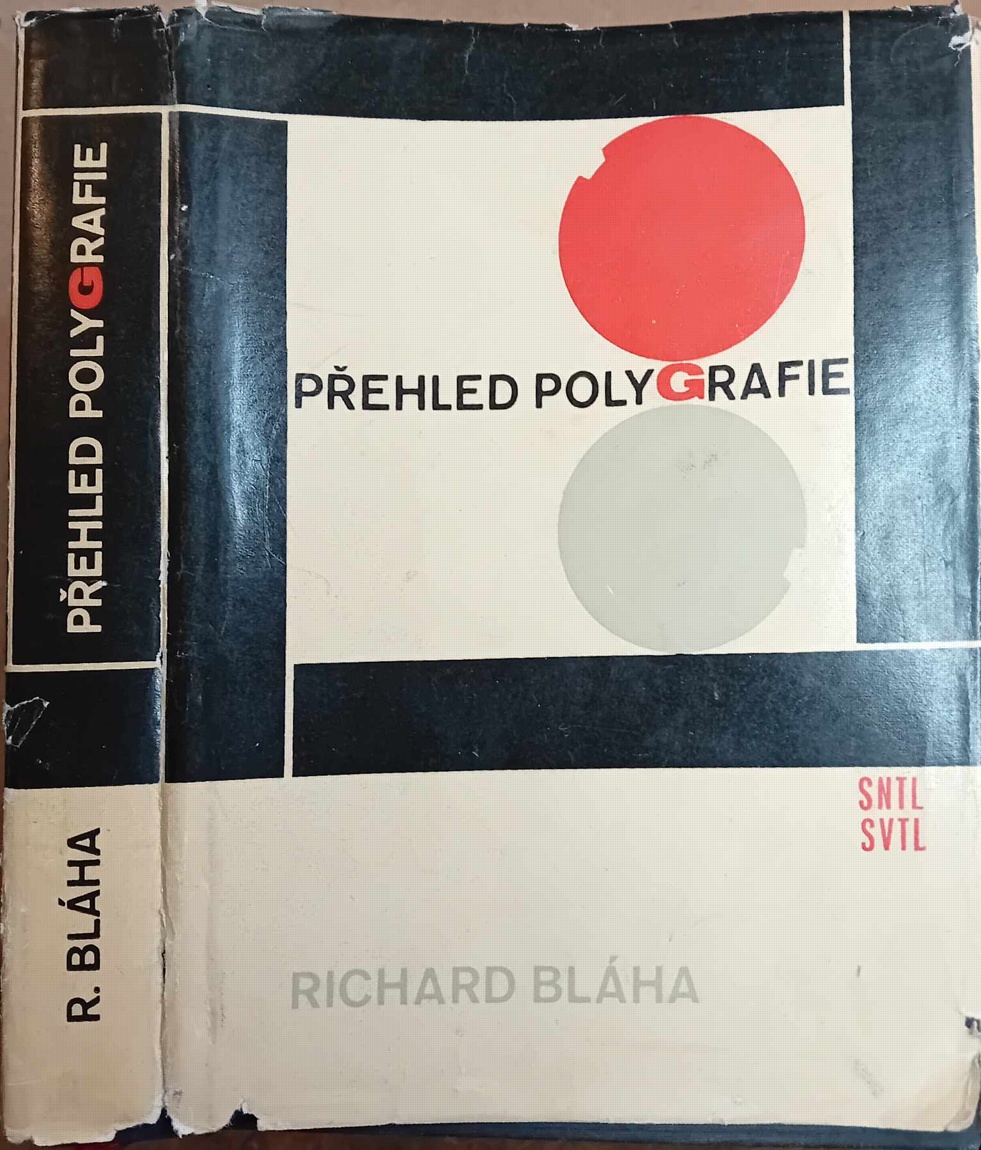 PŘEHLED POLYGRAFIE
R. BLÁHA
PŘEHLED POLYGRAFIE
SNTL
SVTL
RICHARD BLÁHA